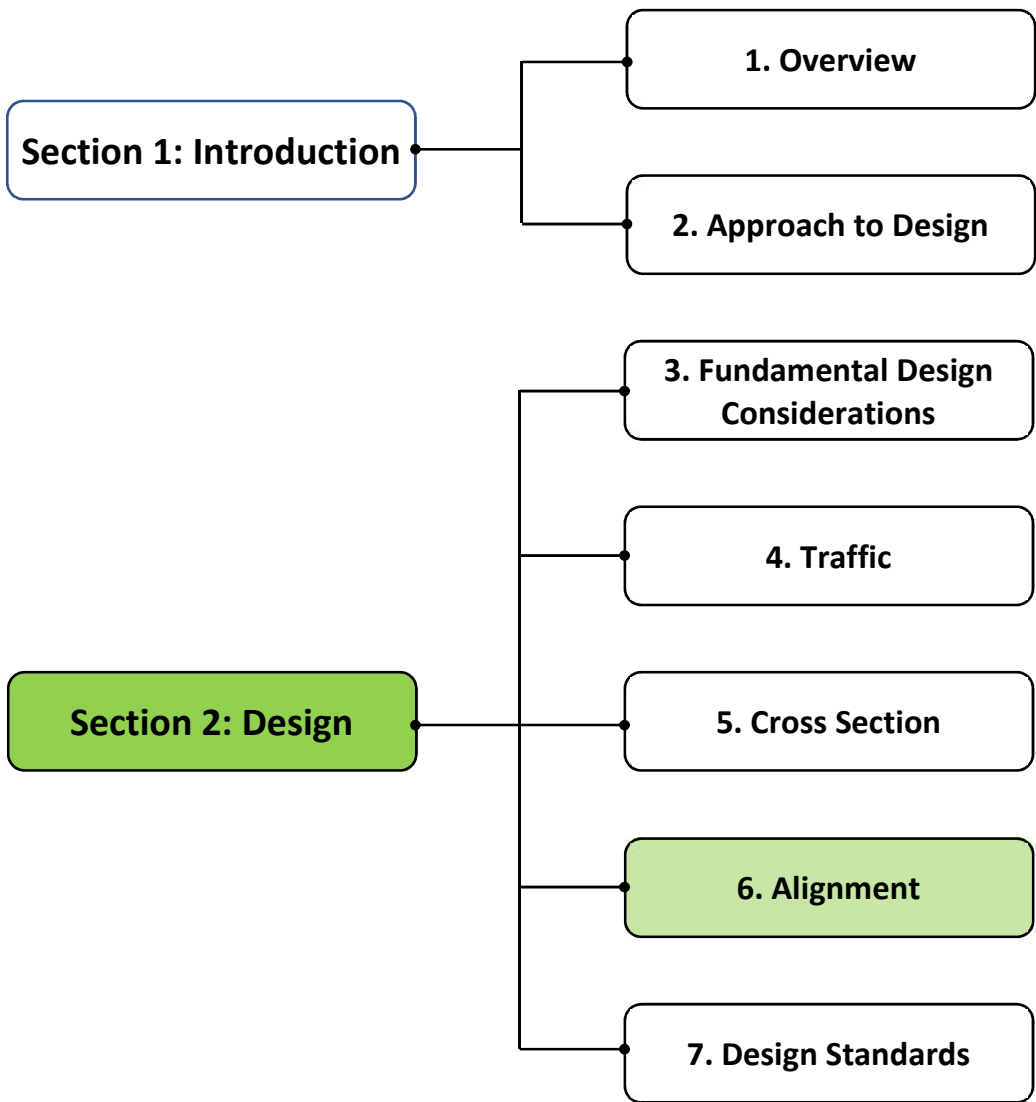 Section 1: Introduction
1. Overview
2. Approach to Design
Section 2: Design
3. Fundamental Design
Considerations
4. Traffic
5. Cross Section
6. Alignment
7. Design Standards